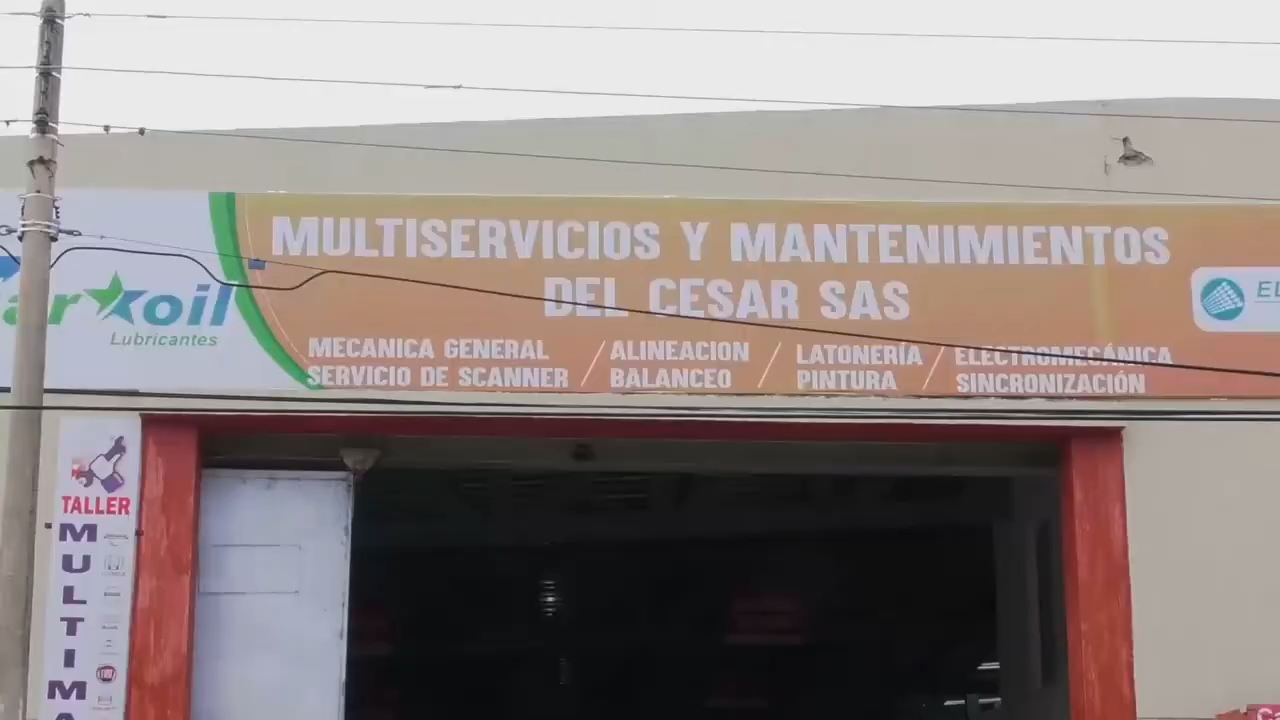 MULTISERVICIOS Y MANTENIMIENTOS
DEL CESAR SAS
oil
Lubricantes
MECANICA GENERAL
SERVICIO DE SCANNER
ALINEACION
BALANCEO
LATONERÍA
PINTURA
ELECTROMECÁNICA
SINCRONIZACIÓN
TALLER